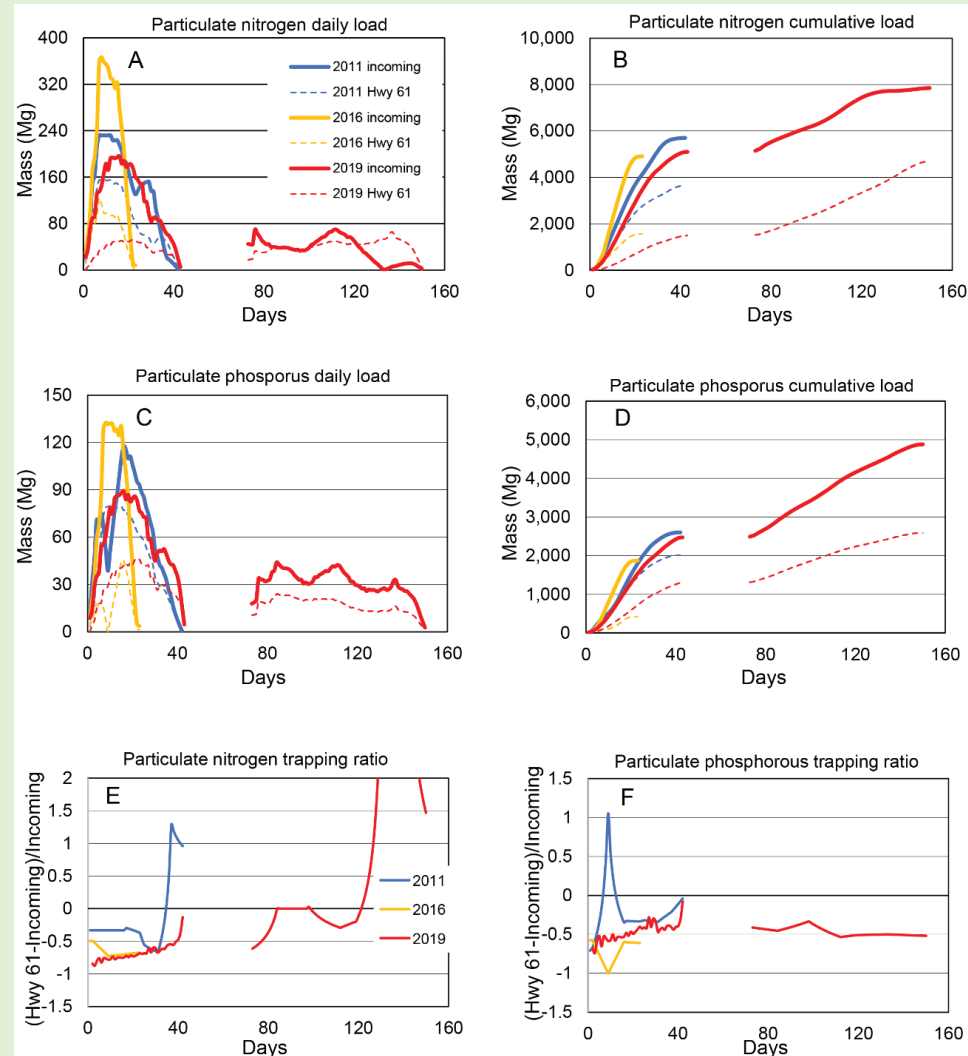 Particulate nitrogen daily load
A
400
320
240
160
80
0
Mass (Mg)
0 40 80 120 160
Days
2011 incoming
2011 Hwy 61
2016 incoming
2016 Hwy 61
2019 incoming
2019 Hwy 61
Particulate nitrogen cumulative load
B
10,000
8,000
6,000
4,000
2,000
0
Mass (Mg)
0 40 80 120 160
Days
Particulate phosporus daily load
C
150
120
90
60
30
0
Mass (Mg)
0 40 80 120 160
Days
Particulate phosporus cumulative load
D
6,000
5,000
4,000
3,000
2,000
1,000
0
Mass (Mg)
0 40 80 120 160
Days
Particulate nitrogen trapping ratio
E
2
1.5
1
0.5
0
-0.5
-1
-1.5
(Hwy 61-Incoming)/Incoming
0 40 80 120 160
Days
2011
2016
2019
Particulate phosphorous trapping ratio
F
1.5
1
0.5
0
-0.5
-1
-1.5
(Hwy 61-Incoming)/Incoming
0 40 80 120 160
Days